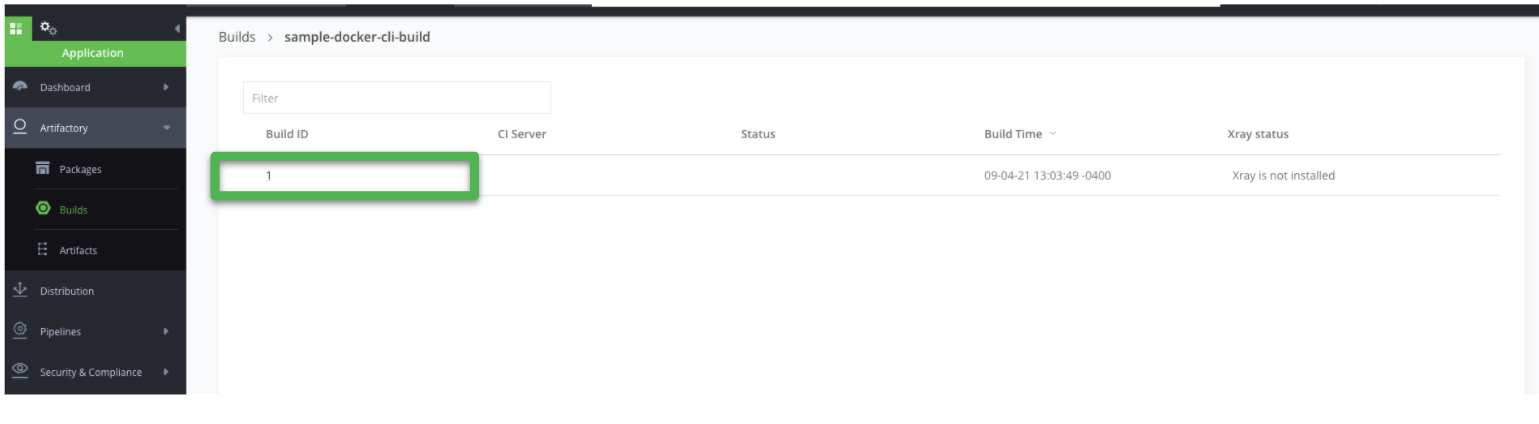 Application
Dashboard
Artifactory
Packages
Builds
Artifacts
Distribution
Pipelines
Security & Compliance
Builds > sample-docker-cli-build
Filter
Build ID CI Server Status Build Time Xray status
1 09-04-21 13:03:49 -0400 Xray is not installed